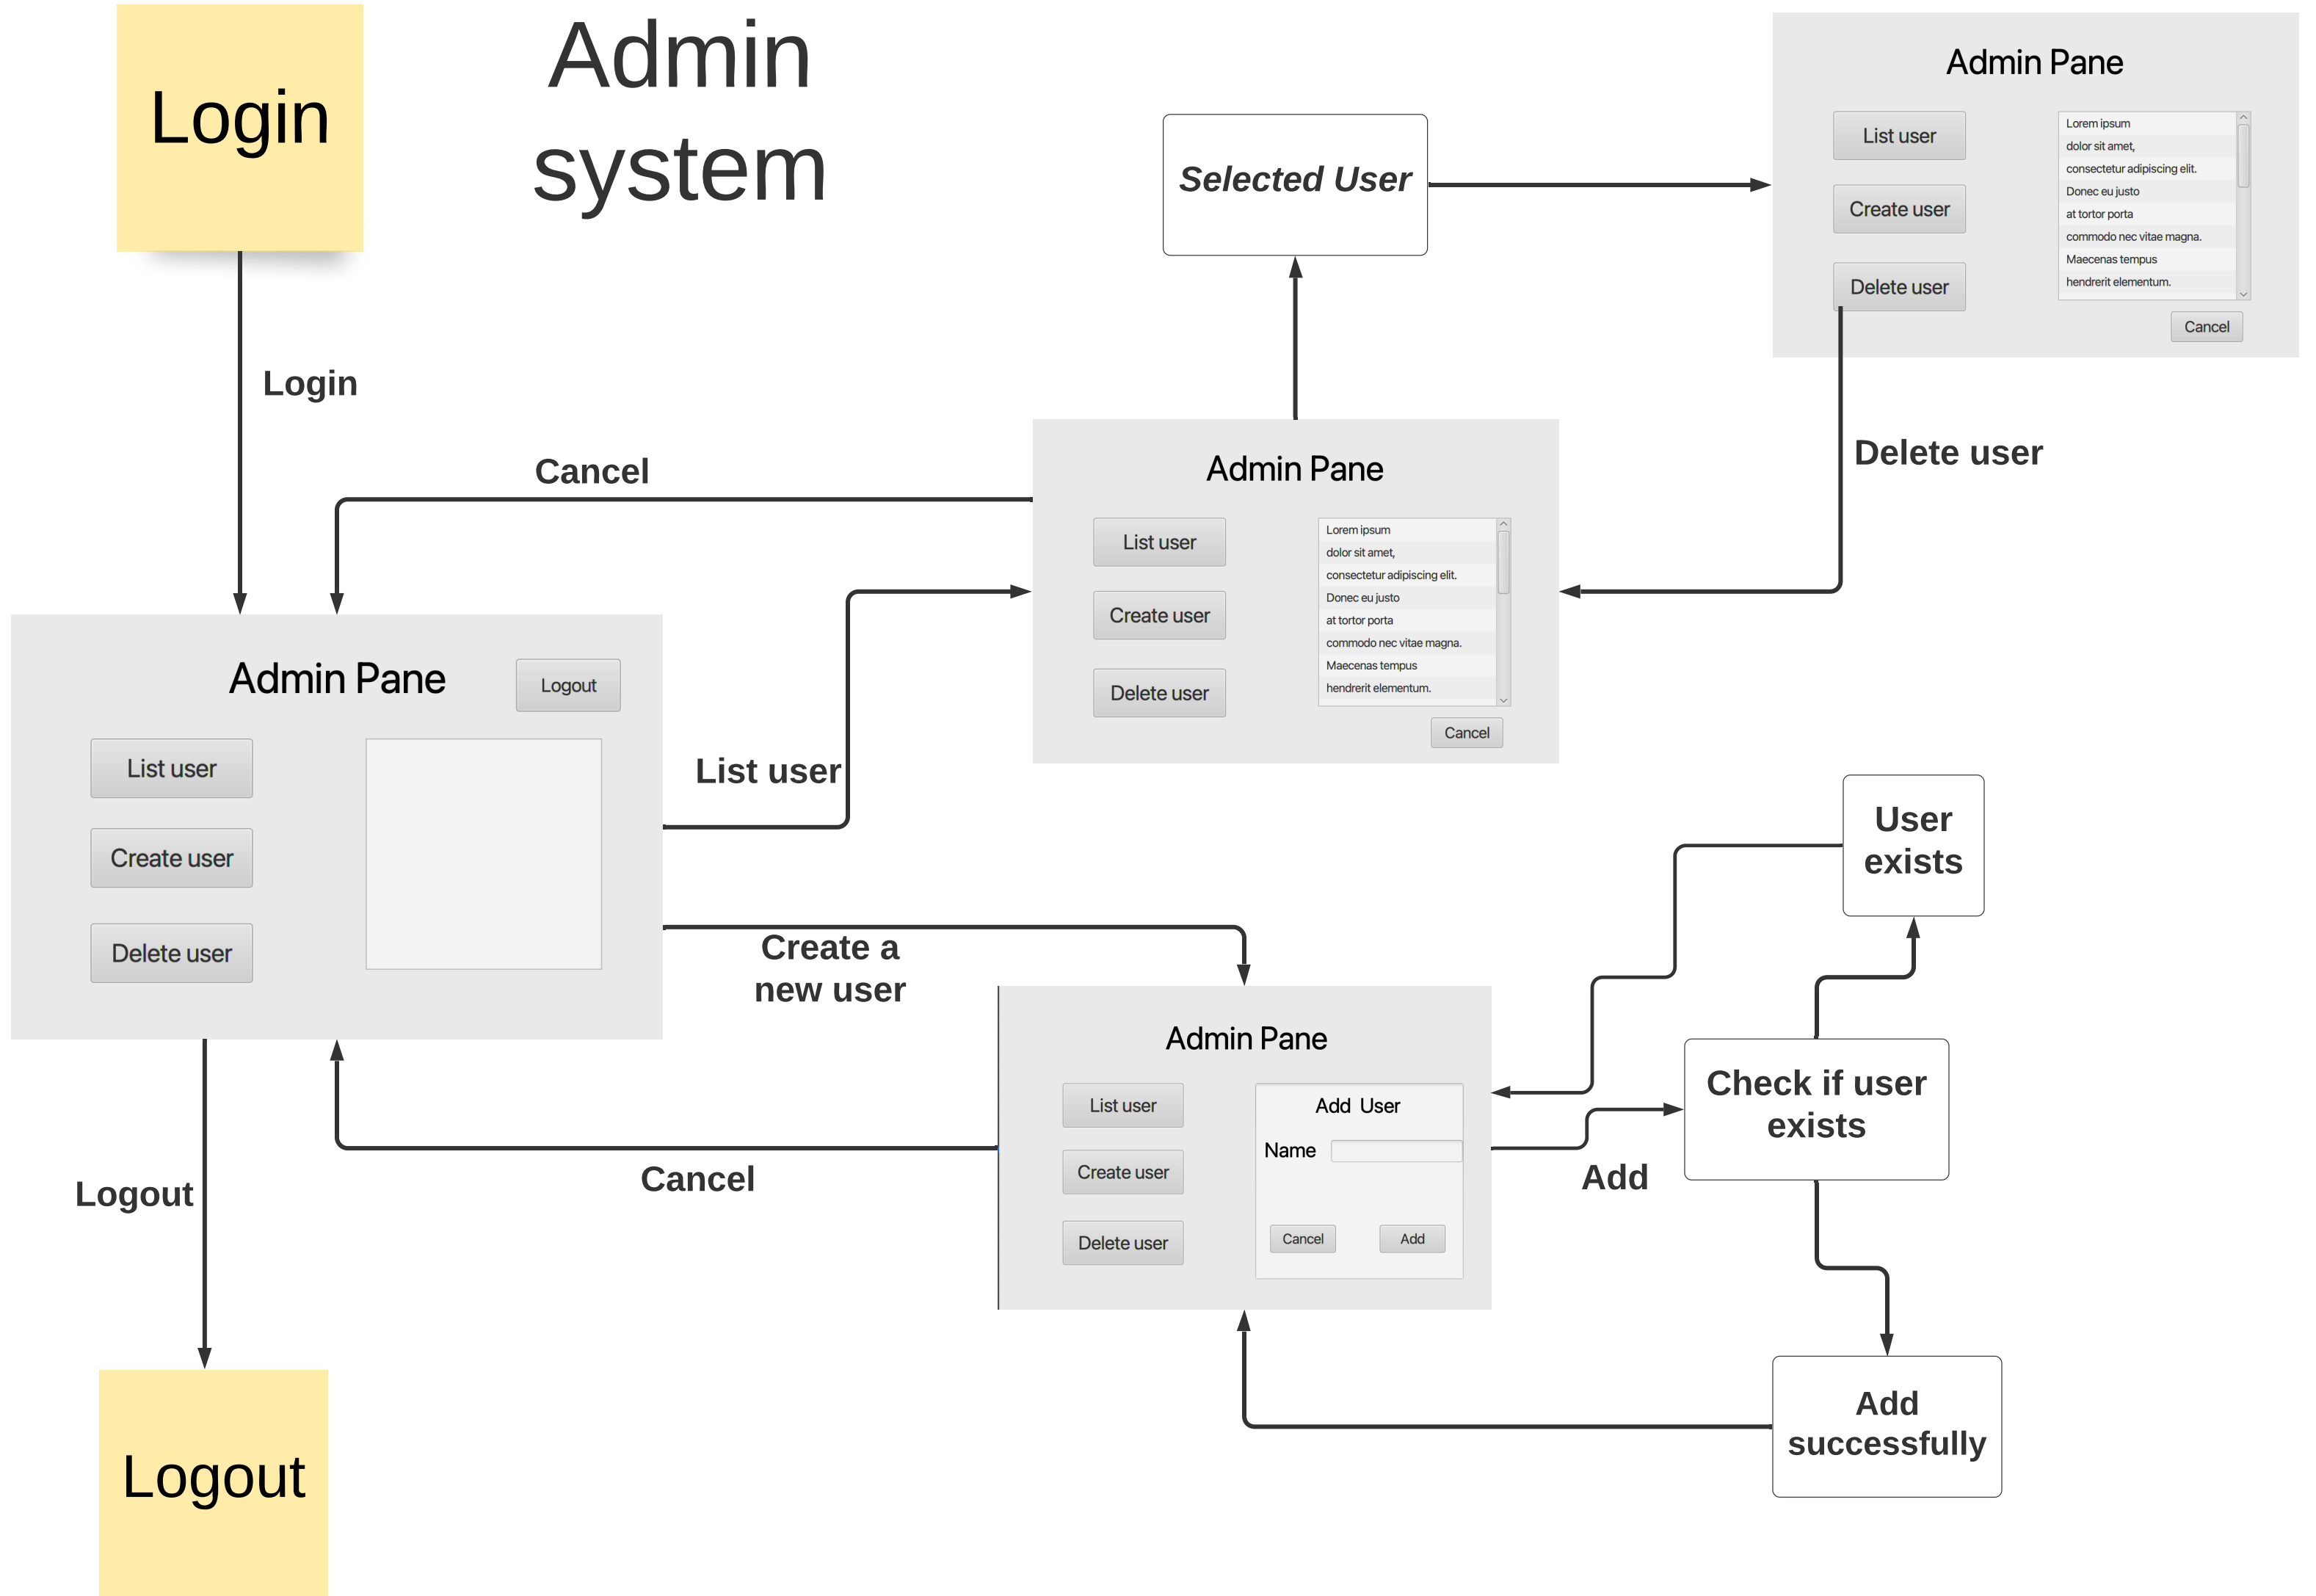 Login
Admin
system
Selected User
Admin Pane
List user
Create user
Delete user
Lorem ipsum
dolor sit amet,
consectetur adipiscing elit.
Donec eu justo
at tortor porta
commodo nec vitae magna.
Maecenas tempus
hendrerit elementum.
Cancel
Login
Cancel
Delete user
Admin Pane
List user
Create user
Delete user
Lorem ipsum
dolor sit amet,
consectetur adipiscing elit.
Donec eu justo
at tortor porta
commodo nec vitae magna.
Maecenas tempus
hendrerit elementum.
Cancel
Admin Pane
Logout
List user
Create user
Delete user
List user
Create a
new user
User
exists
Admin Pane
List user
Create user
Delete user
Add User
Name
Cancel
Add
Check if user
exists
Add
Cancel
Logout
Add
successfully
Logout